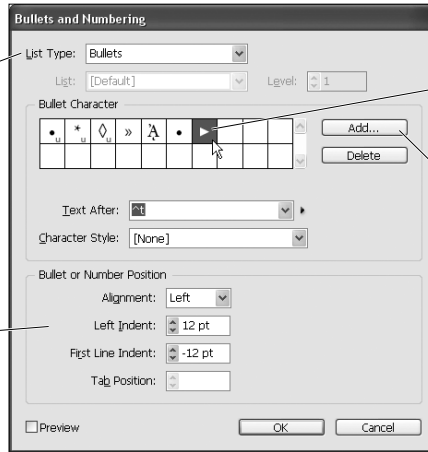 Bullets and Numbering
List Type: Bullets
List: [Default] Level: 1
Bullet Character
•u *u ◊u » • ▶
Add...
Delete
Text After: ^t
Character Style: [None]
Bullet or Number Position
Alignment: Left
Left Indent: 12 pt
First Line Indent: -12 pt
Tab Position:
Preview OK Cancel